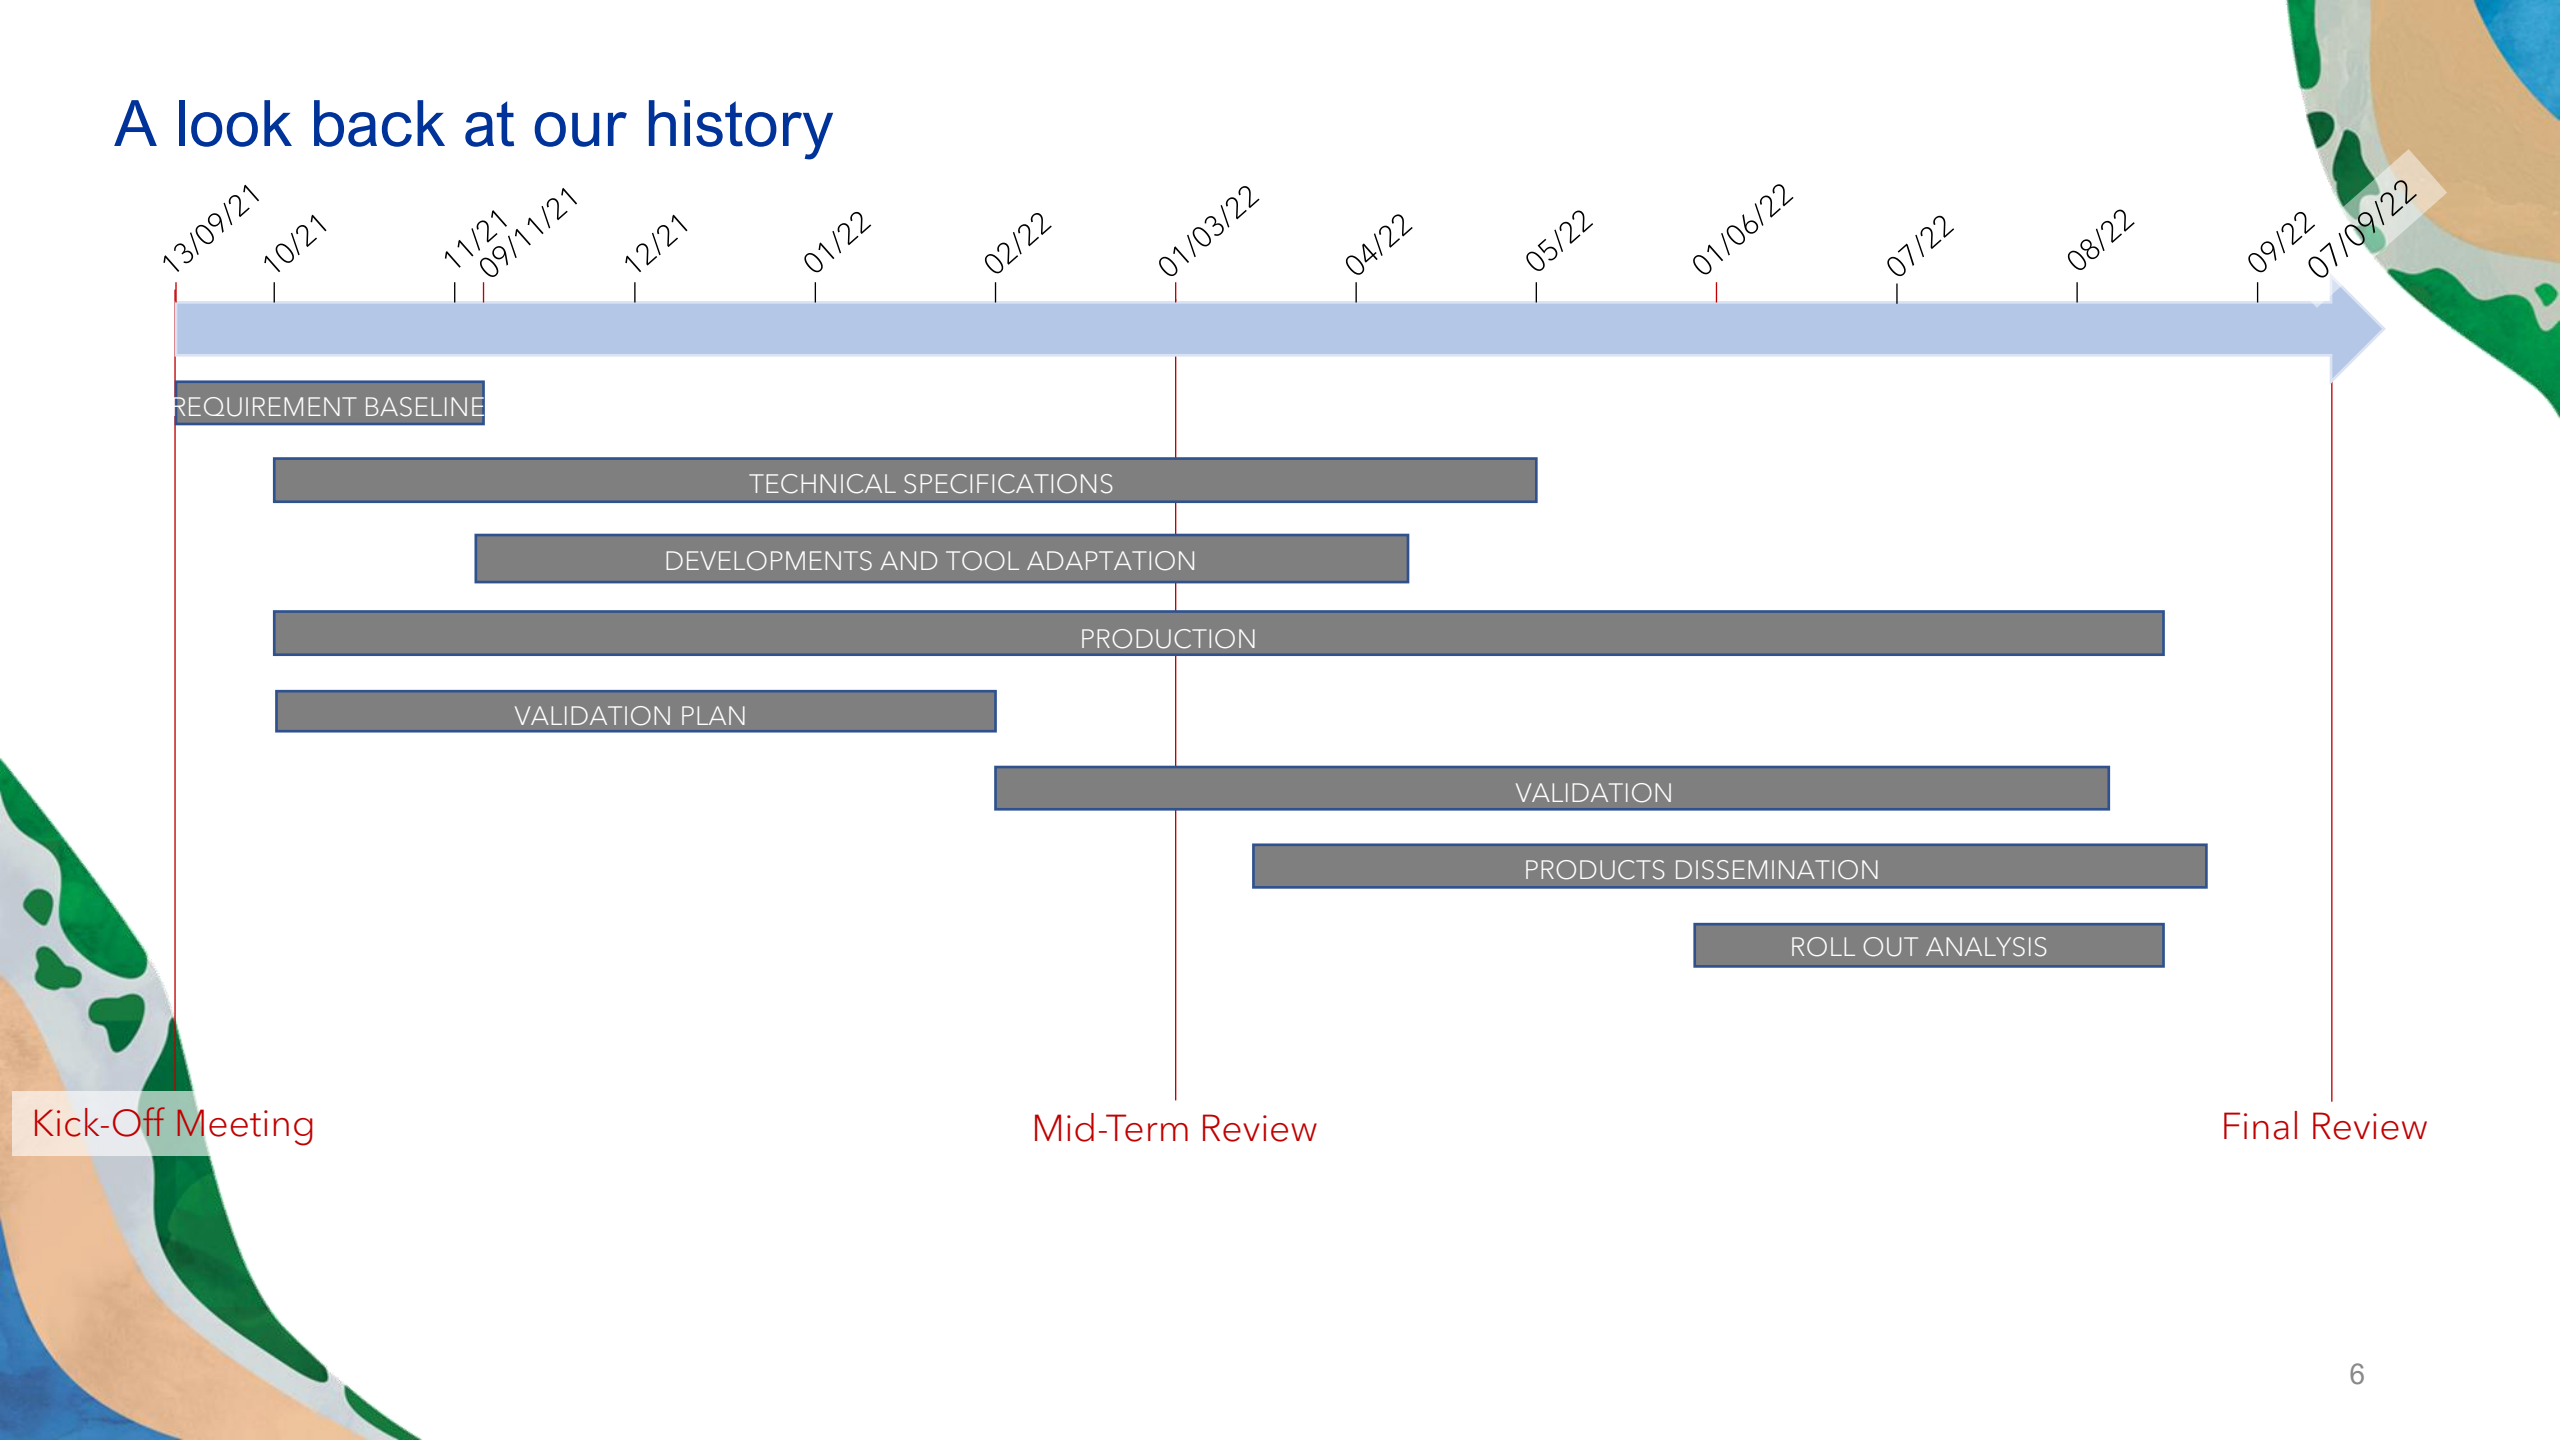 A look back at our history
13/09/21
10/21
11/21
09/11/21
12/21
01/22
02/22
01/03/22
04/22
05/22
01/06/22
07/22
08/22
09/22
07/09/22
REQUIREMENT BASELINE
TECHNICAL SPECIFICATIONS
DEVELOPMENTS AND TOOL ADAPTATION
PRODUCTION
VALIDATION PLAN
VALIDATION
PRODUCTS DISSEMINATION
ROLL OUT ANALYSIS
Kick-Off Meeting
Mid-Term Review
Final Review
6